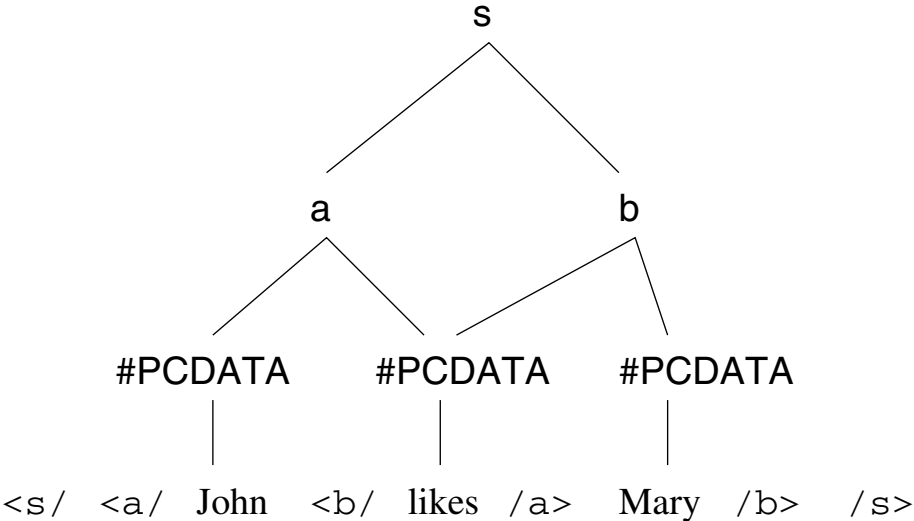 s
a b
#PCDATA #PCDATA #PCDATA
<s/ <a/ John <b/ likes /a> Mary /b> /s>